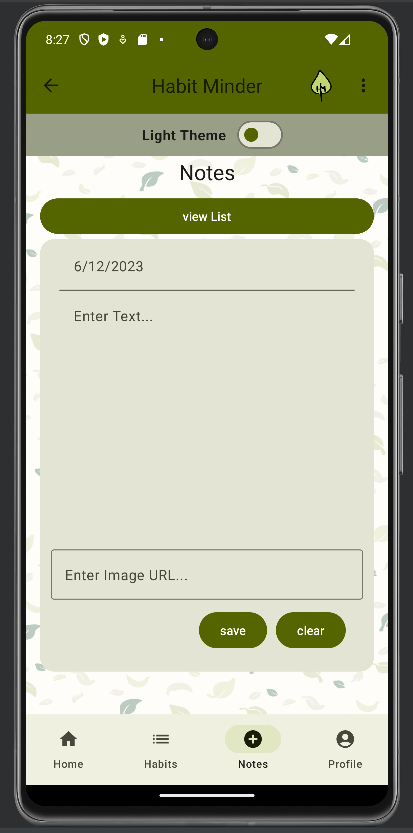 8:27
Habit Minder
Light Theme
Notes
view List
6/12/2023
Enter Text...
Enter Image URL...
save clear
Home Habits Notes Profile